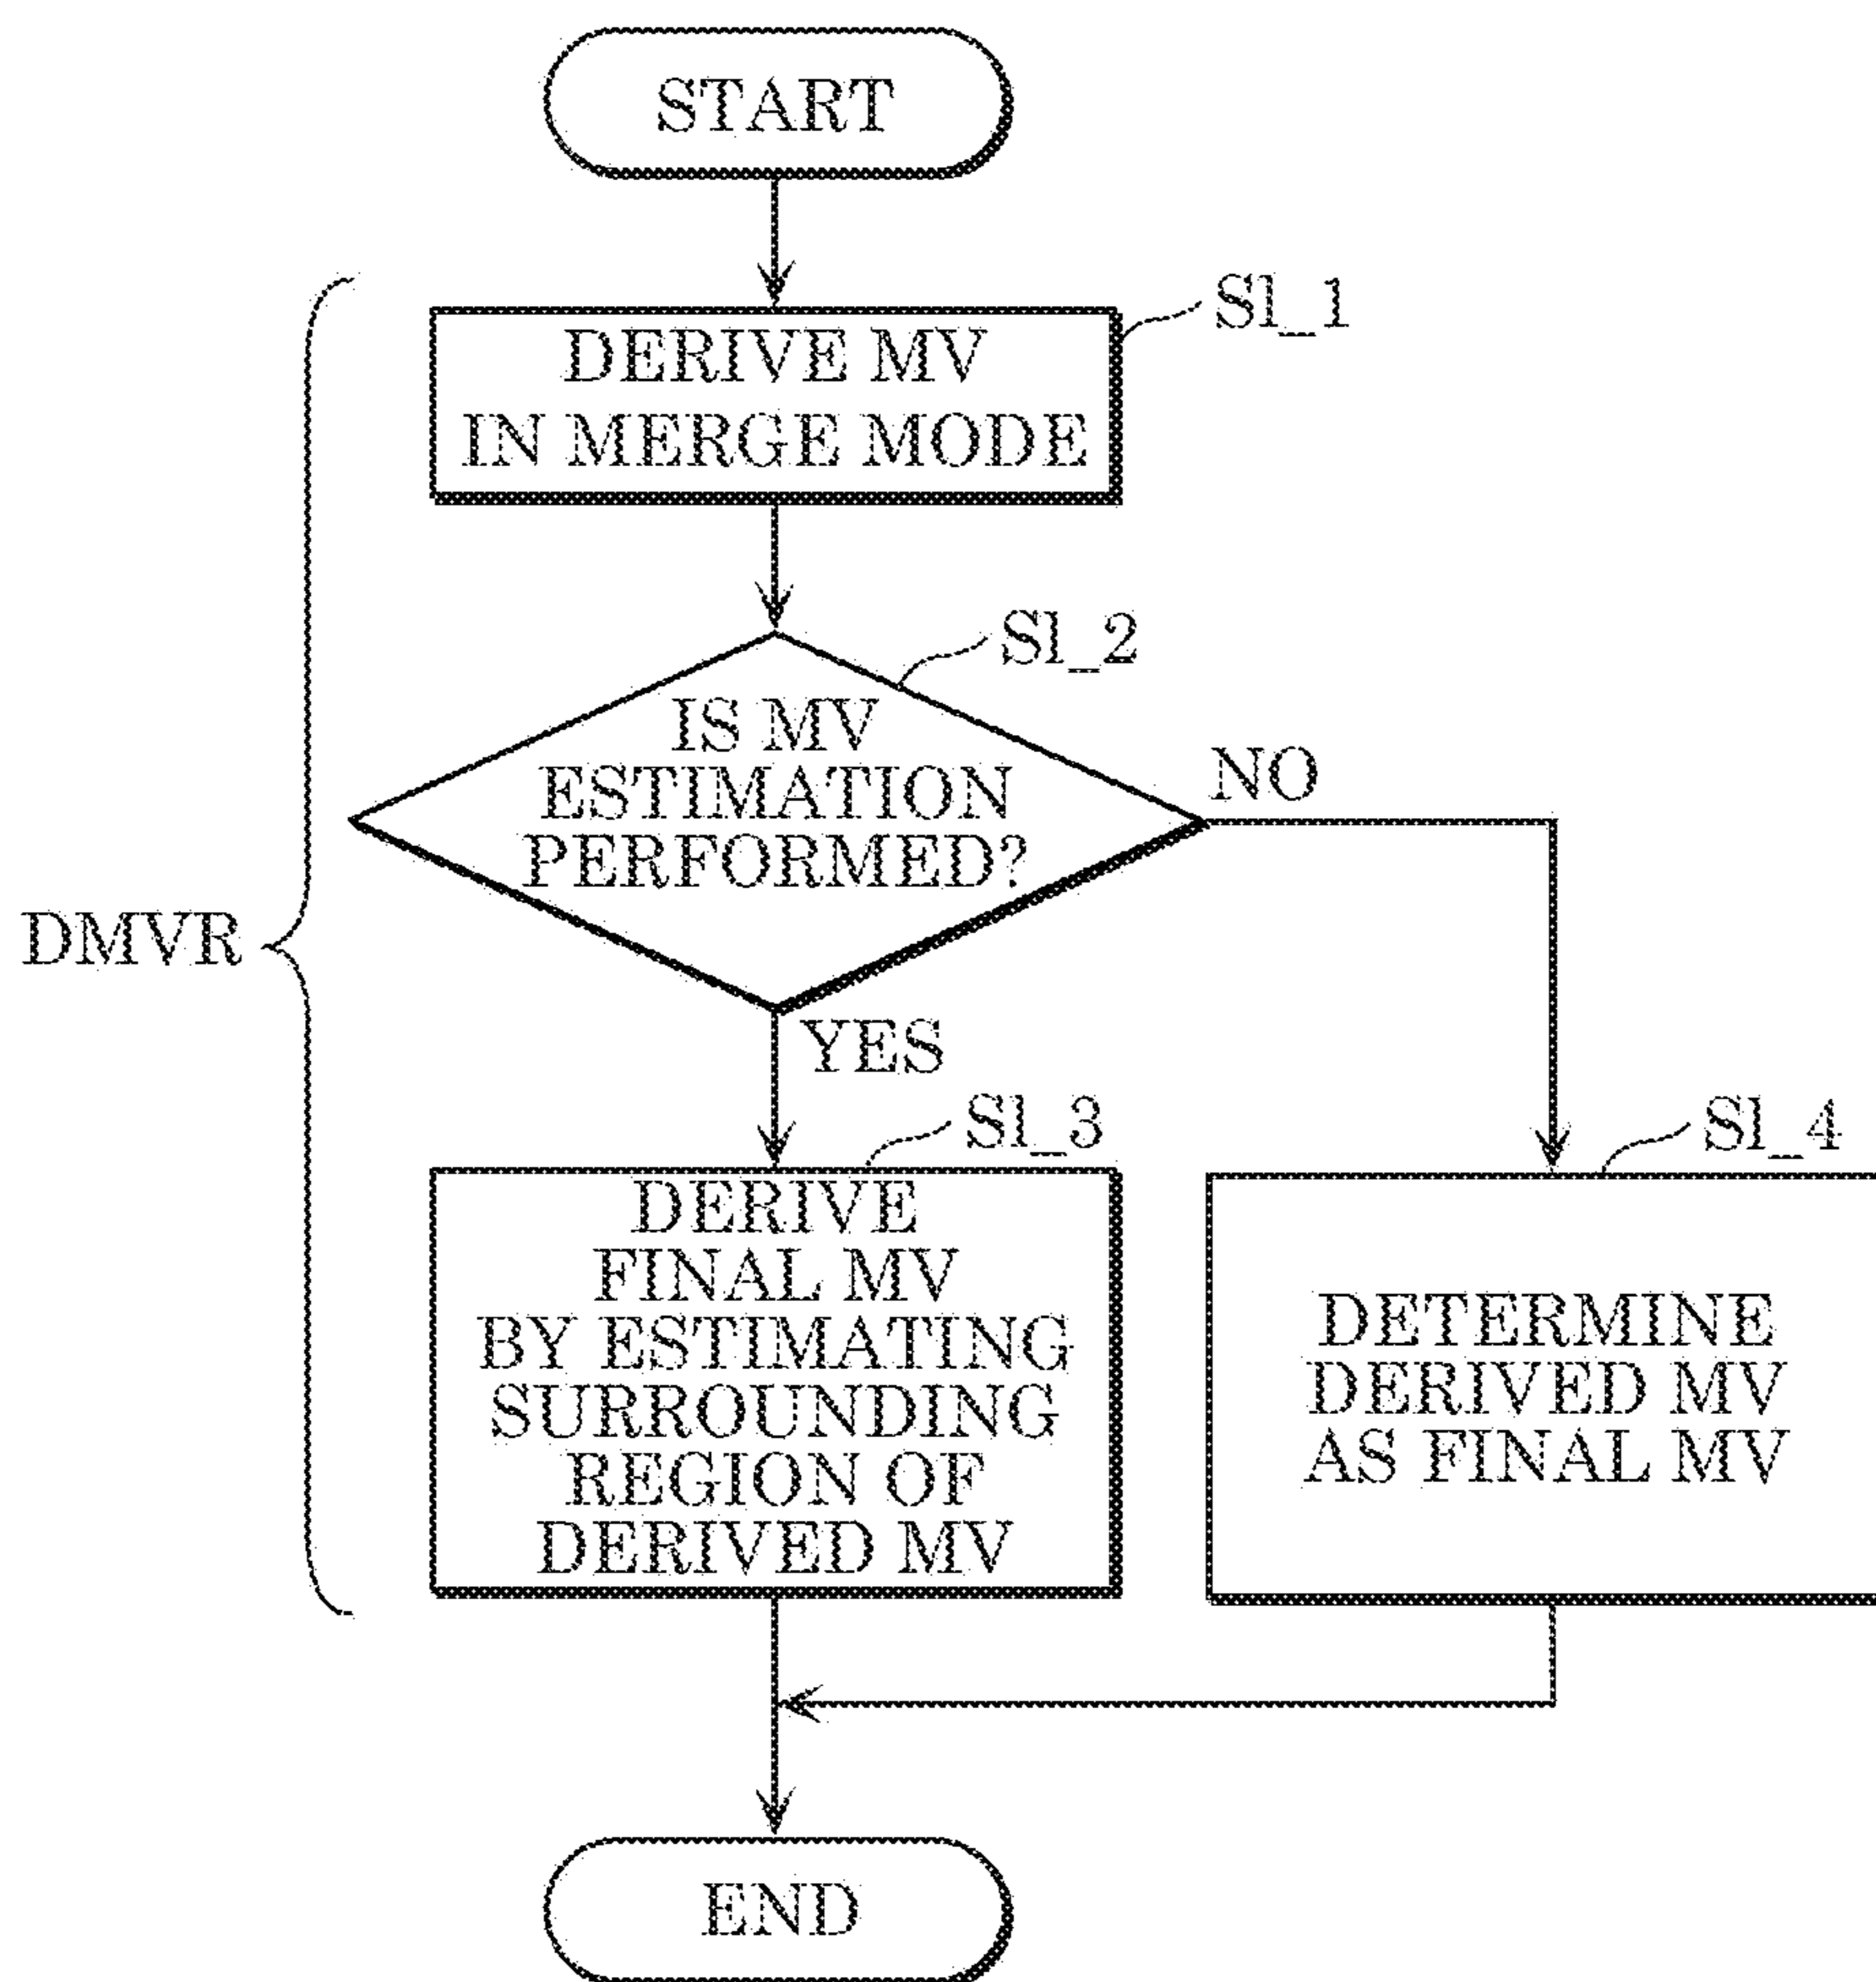 START
Sl_1
DERIVE MV
IN MERGE MODE
Sl_2
IS MV
ESTIMATION
PERFORMED?
NO
DMVR
YES
Sl_3
DERIVE
FINAL MV
BY ESTIMATING
SURROUNDING
REGION OF
DERIVED MV
Sl_4
DETERMINE
DERIVED MV
AS FINAL MV
END